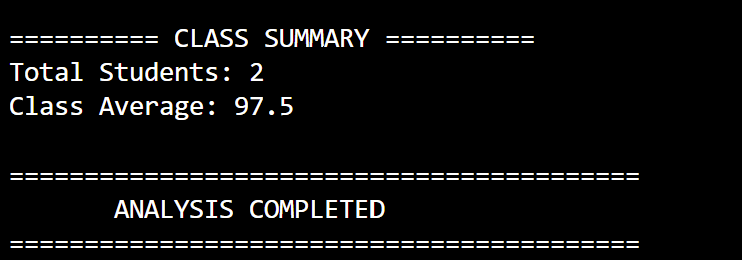 ========== CLASS SUMMARY ==========
Total Students: 2
Class Average: 97.5
==========================================
       ANALYSIS COMPLETED
==========================================